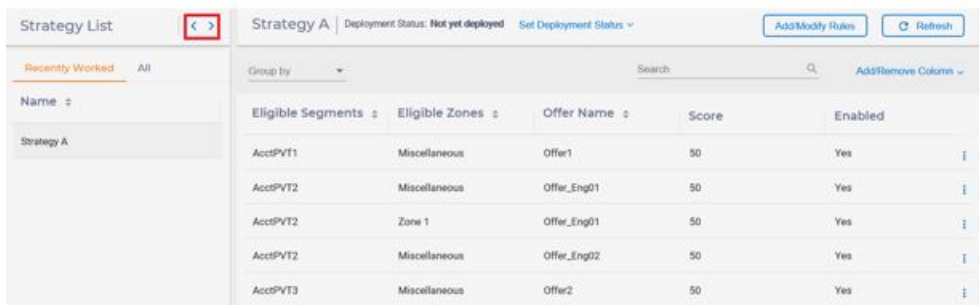 Strategy List < >
Strategy A | Deployment Status: Not yet deployed Set Deployment Status Add/Modify Rules Refresh
Recently Worked All
Group by Search Add/Remove Column
Name
Eligible Segments Eligible Zones Offer Name Score Enabled
Strategy A
AcctPVT1 Miscellaneous Offer1 50 Yes
AcctPVT2 Miscellaneous Offer_Eng01 50 Yes
AcctPVT2 Zone 1 Offer_Eng01 50 Yes
AcctPVT2 Miscellaneous Offer_Eng02 50 Yes
AcctPVT3 Miscellaneous Offer2 50 Yes